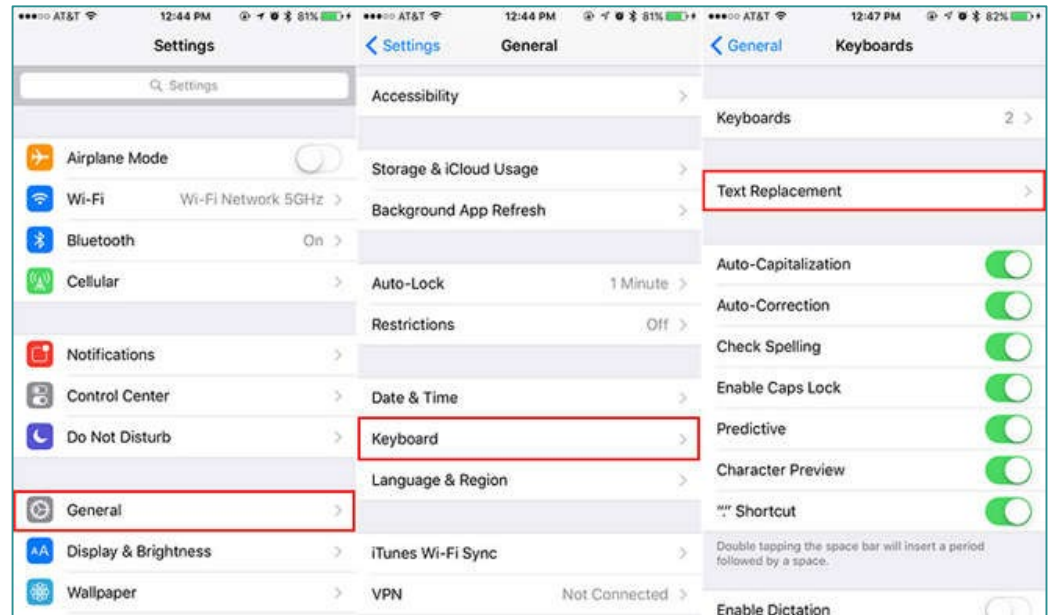 AT&T 12:44 PM 81%
Settings
Settings
Airplane Mode
Wi-Fi Wi-Fi Network 5GHz
Bluetooth On
Cellular
Notifications
Control Center
Do Not Disturb
General
Display & Brightness
Wallpaper
AT&T 12:44 PM 81%
Settings General
Accessibility
Storage & iCloud Usage
Background App Refresh
Auto-Lock 1 Minute
Restrictions Off
Date & Time
Keyboard
Language & Region
iTunes Wi-Fi Sync
VPN Not Connected
AT&T 12:47 PM 82%
General Keyboards
Keyboards 2
Text Replacement
Auto-Capitalization
Auto-Correction
Check Spelling
Enable Caps Lock
Predictive
Character Preview
“.” Shortcut
Double tapping the space bar will insert a period
followed by a space.
Enable Dictation